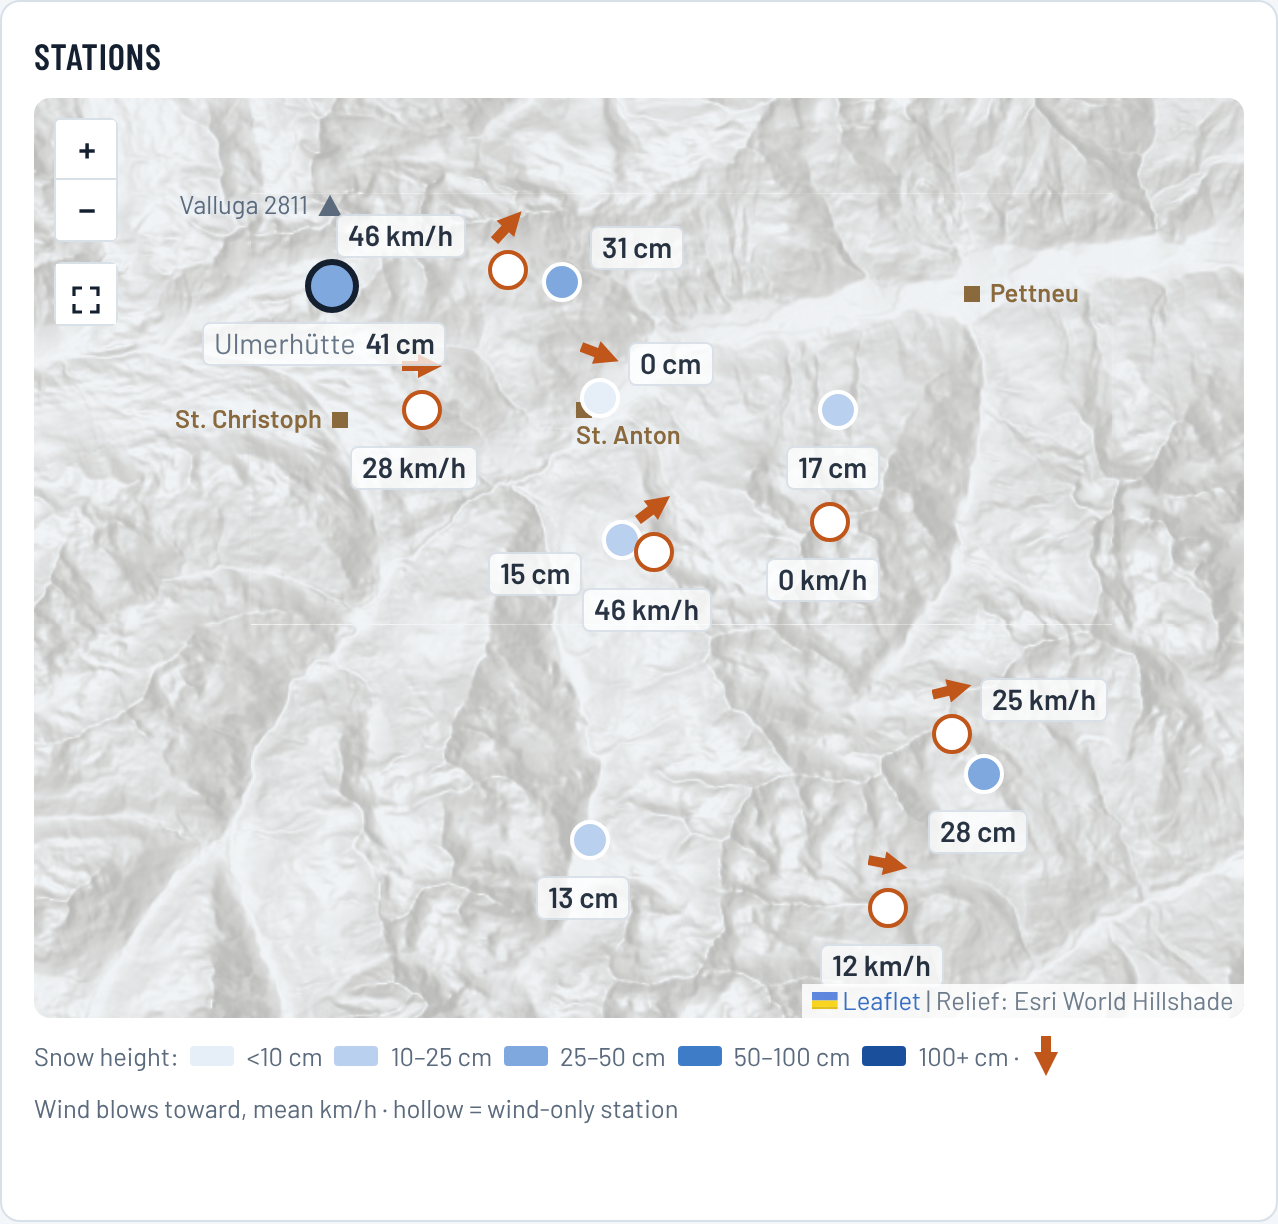 STATIONS
+
−
Valluga 2811
46 km/h
31 cm
Pettneu
Ulmerhütte 41 cm
0 cm
St. Christoph
St. Anton
28 km/h
17 cm
15 cm
0 km/h
46 km/h
25 km/h
28 cm
13 cm
12 km/h
Leaflet | Relief: Esri World Hillshade
Snow height: <10 cm 10–25 cm 25–50 cm 50–100 cm 100+ cm ·
Wind blows toward, mean km/h · hollow = wind-only station